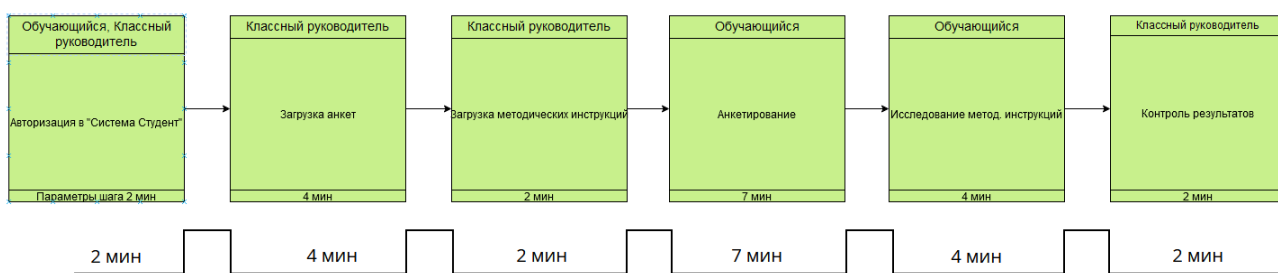 Обучающийся, Классный
руководитель
Авторизация в "Система Студент"
Параметры шага 2 мин
Классный руководитель
Загрузка анкет
4 мин
Классный руководитель
Загрузка методических инструкций
2 мин
Обучающийся
Анкетирование
7 мин
Обучающийся
Исследование метод. инструкций
4 мин
Классный руководитель
Контроль результатов
2 мин
2 мин
4 мин
2 мин
7 мин
4 мин
2 мин